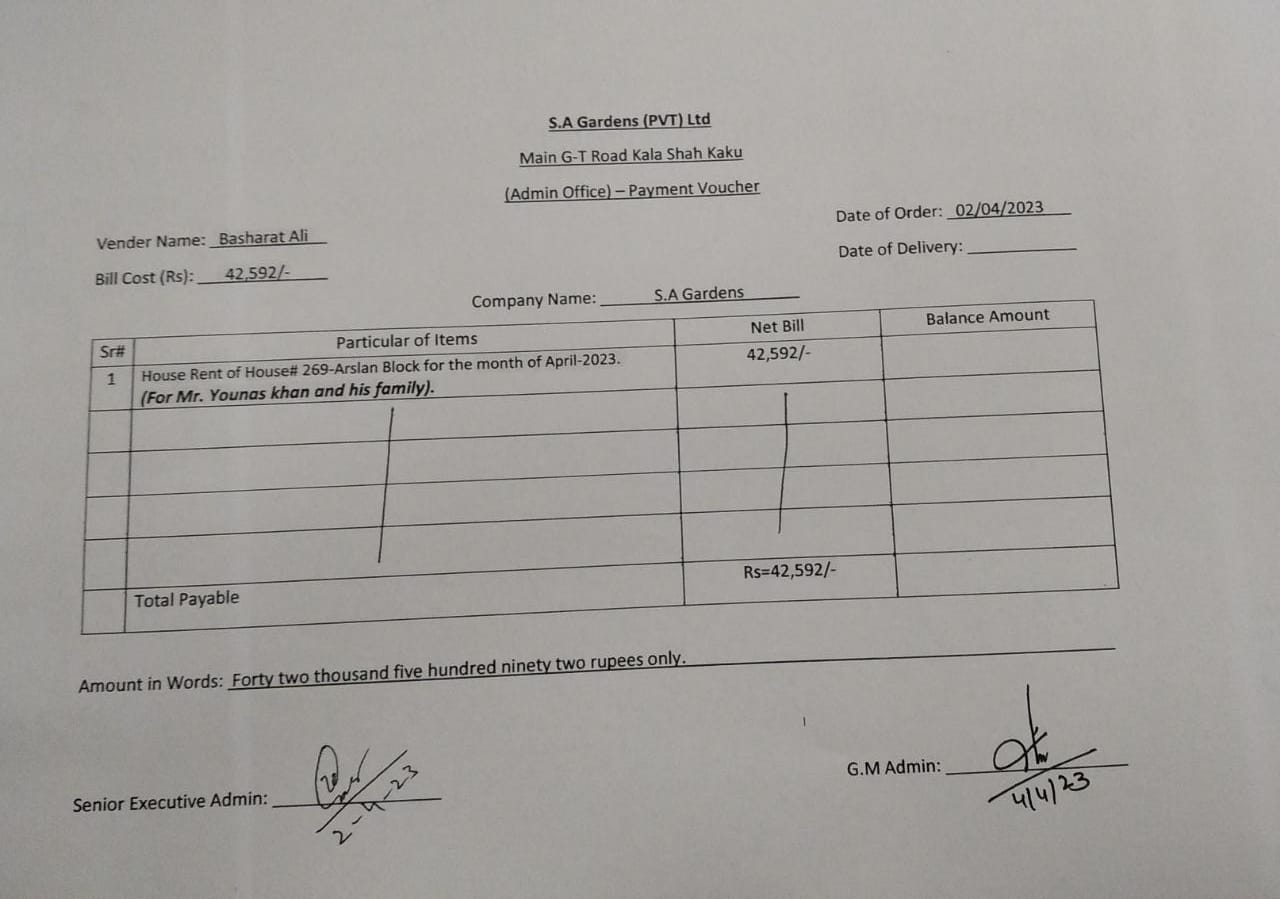 S.A Gardens (PVT) Ltd
Main G-T Road Kala Shah Kaku
(Admin Office) – Payment Voucher
Date of Order: 02/04/2023
Vender Name: Basharat Ali
Date of Delivery:
Bill Cost (Rs): 42,592/-
Company Name: S.A Gardens
Sr# Particular of Items Net Bill Balance Amount
1 House Rent of House# 269-Arslan Block for the month of April-2023. 42,592/-
(For Mr. Younas khan and his family).
Total Payable Rs=42,592/-
Amount in Words: Forty two thousand five hundred ninety two rupees only.
G.M Admin:
4/4/23
Senior Executive Admin:
2-4-23